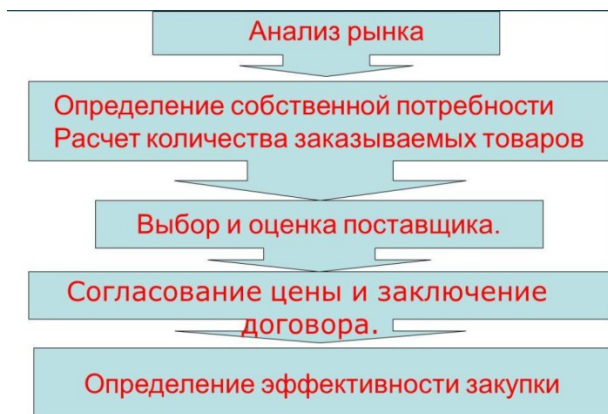 Анализ рынка
Определение собственной потребности
Расчет количества заказываемых товаров
Выбор и оценка поставщика.
Согласование цены и заключение
договора.
Определение эффективности закупки